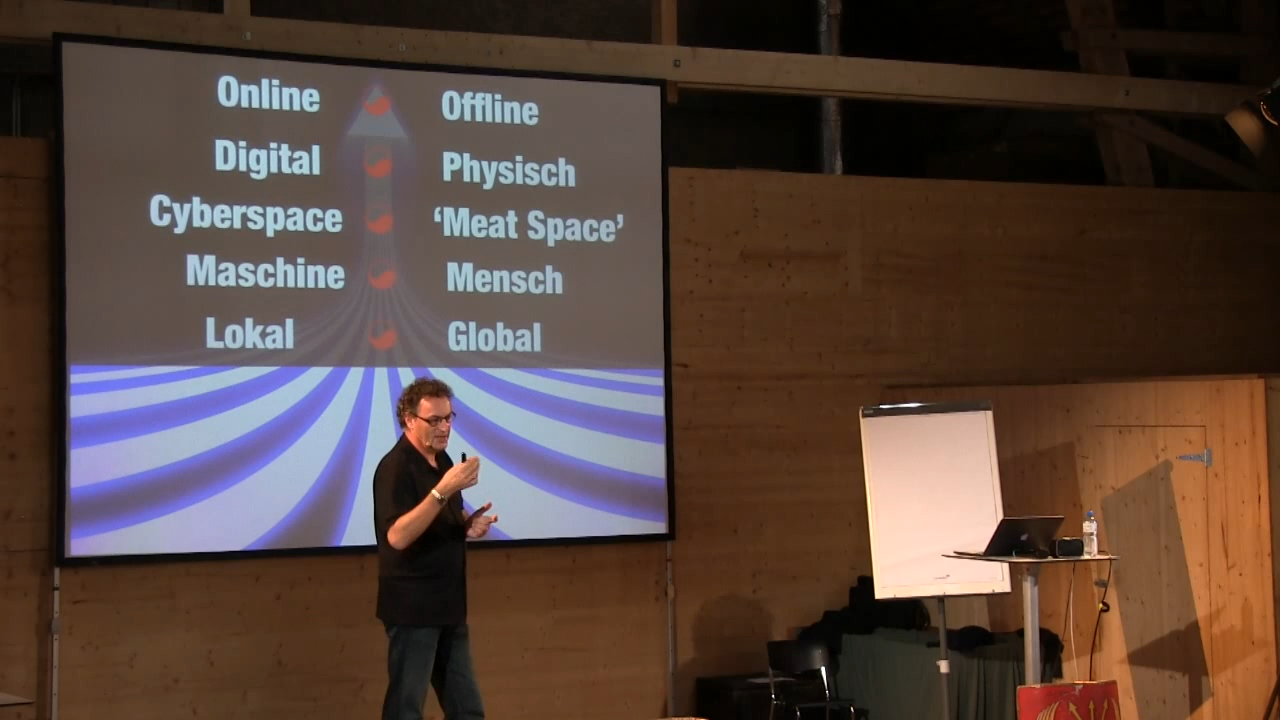 Online Offline
Digital Physisch
Cyberspace ‘Meat Space’
Maschine Mensch
Lokal Global